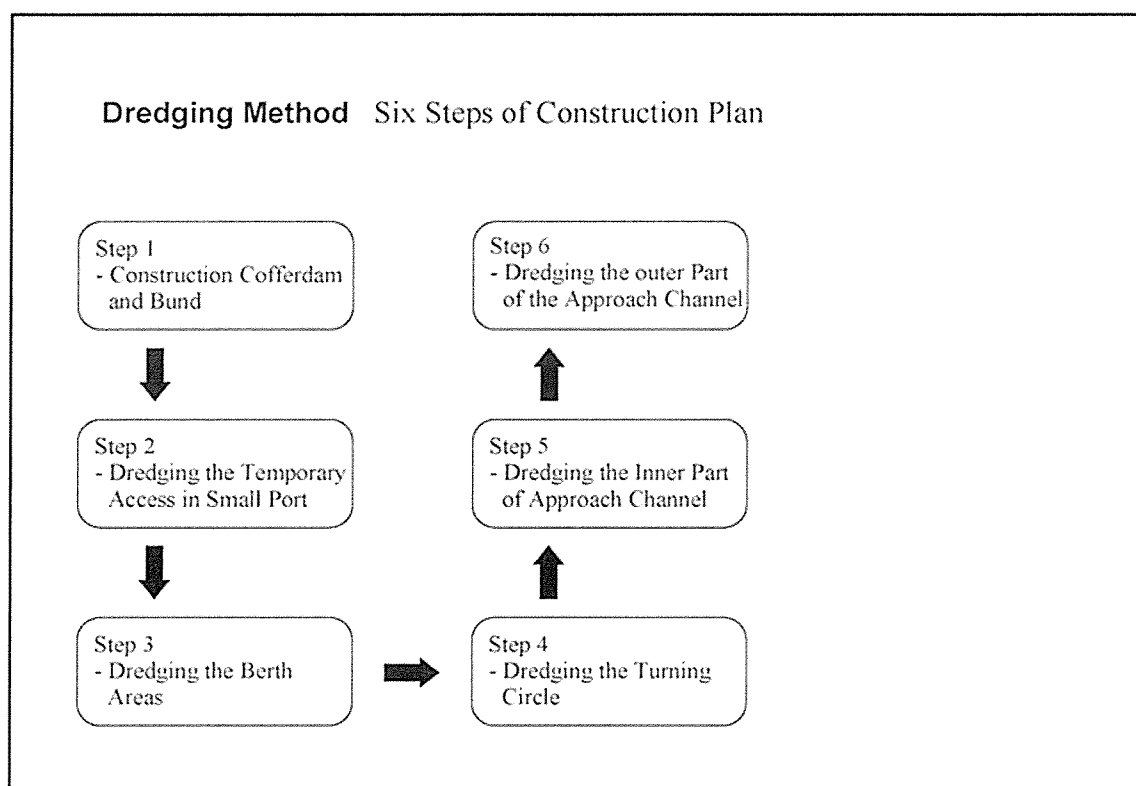 Dredging Method Six Steps of Construction Plan
Step 1
- Construction Cofferdam
and Bund
Step 2
- Dredging the Temporary
Access in Small Port
Step 3
- Dredging the Berth
Areas
Step 4
- Dredging the Turning
Circle
Step 5
- Dredging the Inner Part
of Approach Channel
Step 6
- Dredging the outer Part
of the Approach Channel